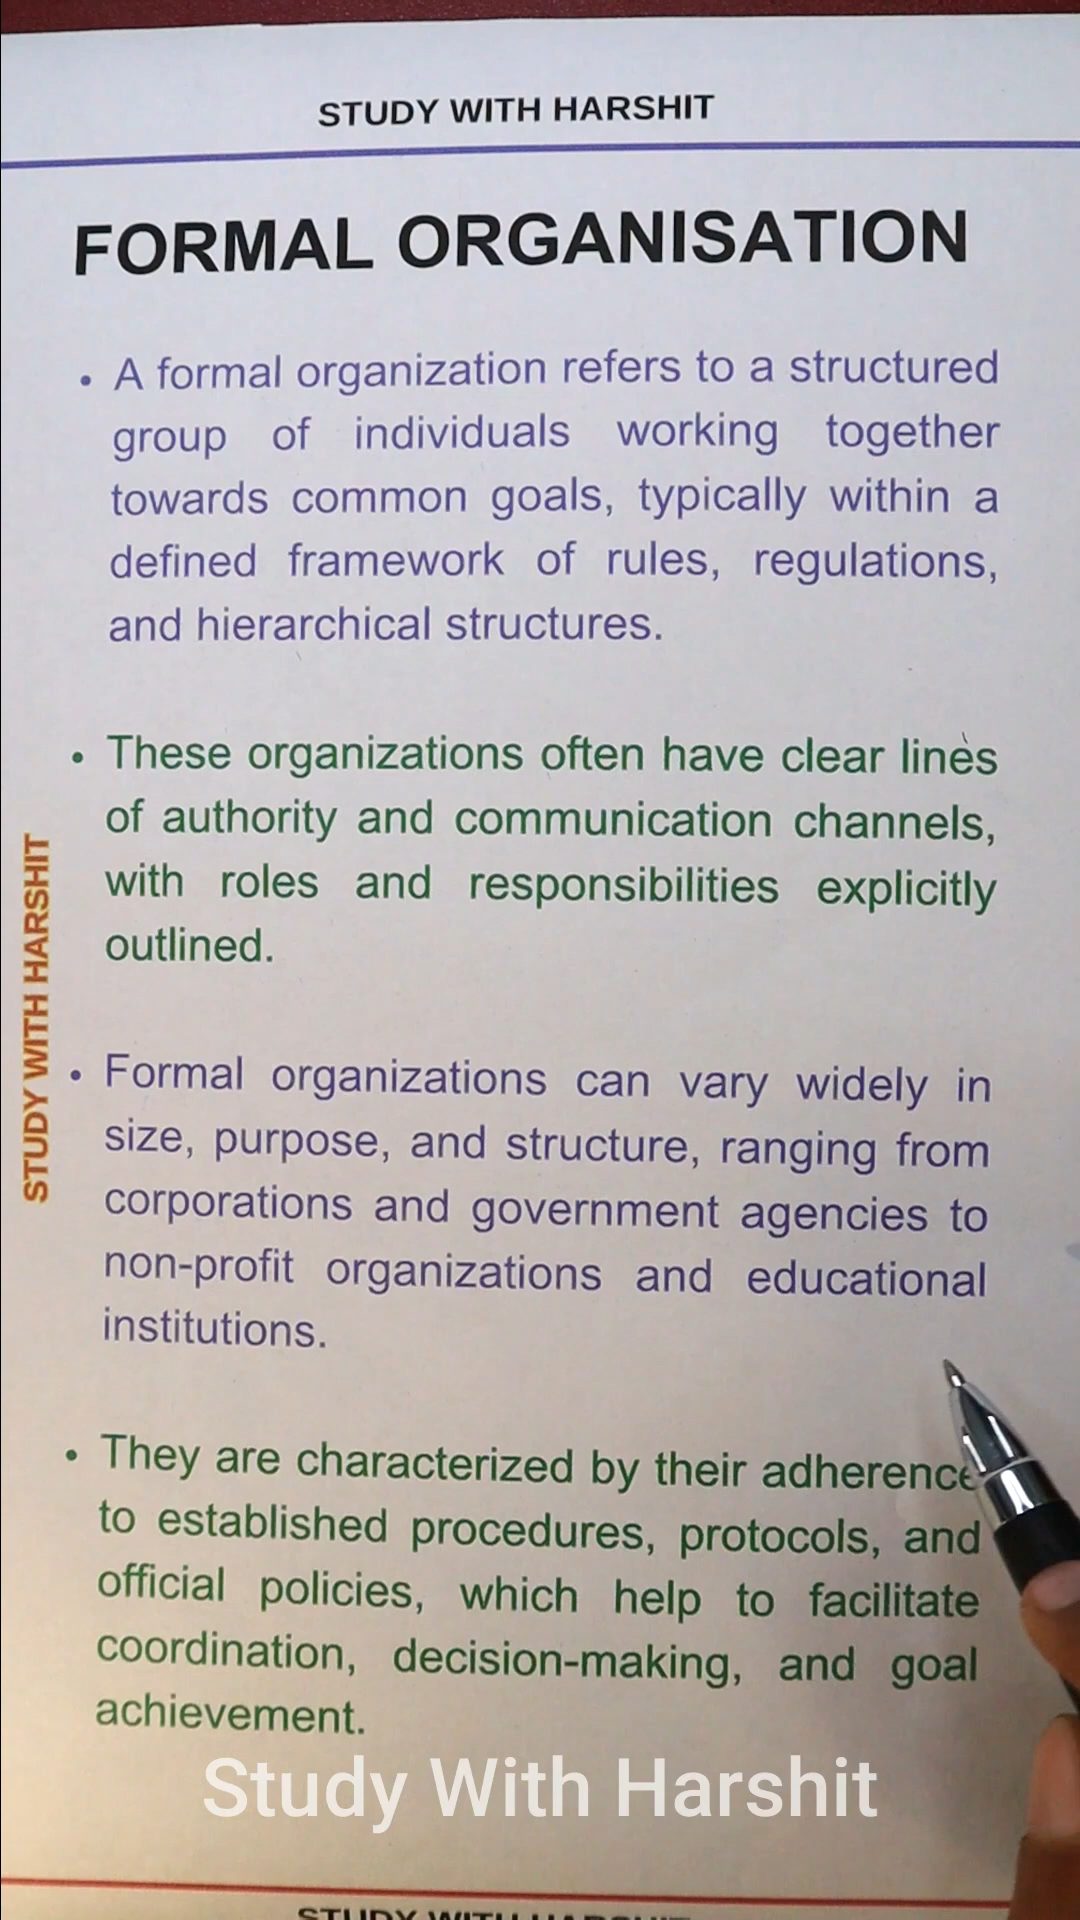 STUDY WITH HARSHIT
FORMAL ORGANISATION
• A formal organization refers to a structured
group of individuals working together
towards common goals, typically within a
defined framework of rules, regulations,
and hierarchical structures.
• These organizations often have clear lines
of authority and communication channels,
with roles and responsibilities explicitly
outlined.
STUDY WITH HARSHIT
• Formal organizations can vary widely in
size, purpose, and structure, ranging from
corporations and government agencies to
non-profit organizations and educational
institutions.
• They are characterized by their adherence
to established procedures, protocols, and
official policies, which help to facilitate
coordination, decision-making, and goal
achievement.
Study With Harshit
STUDY WITH HARSHIT